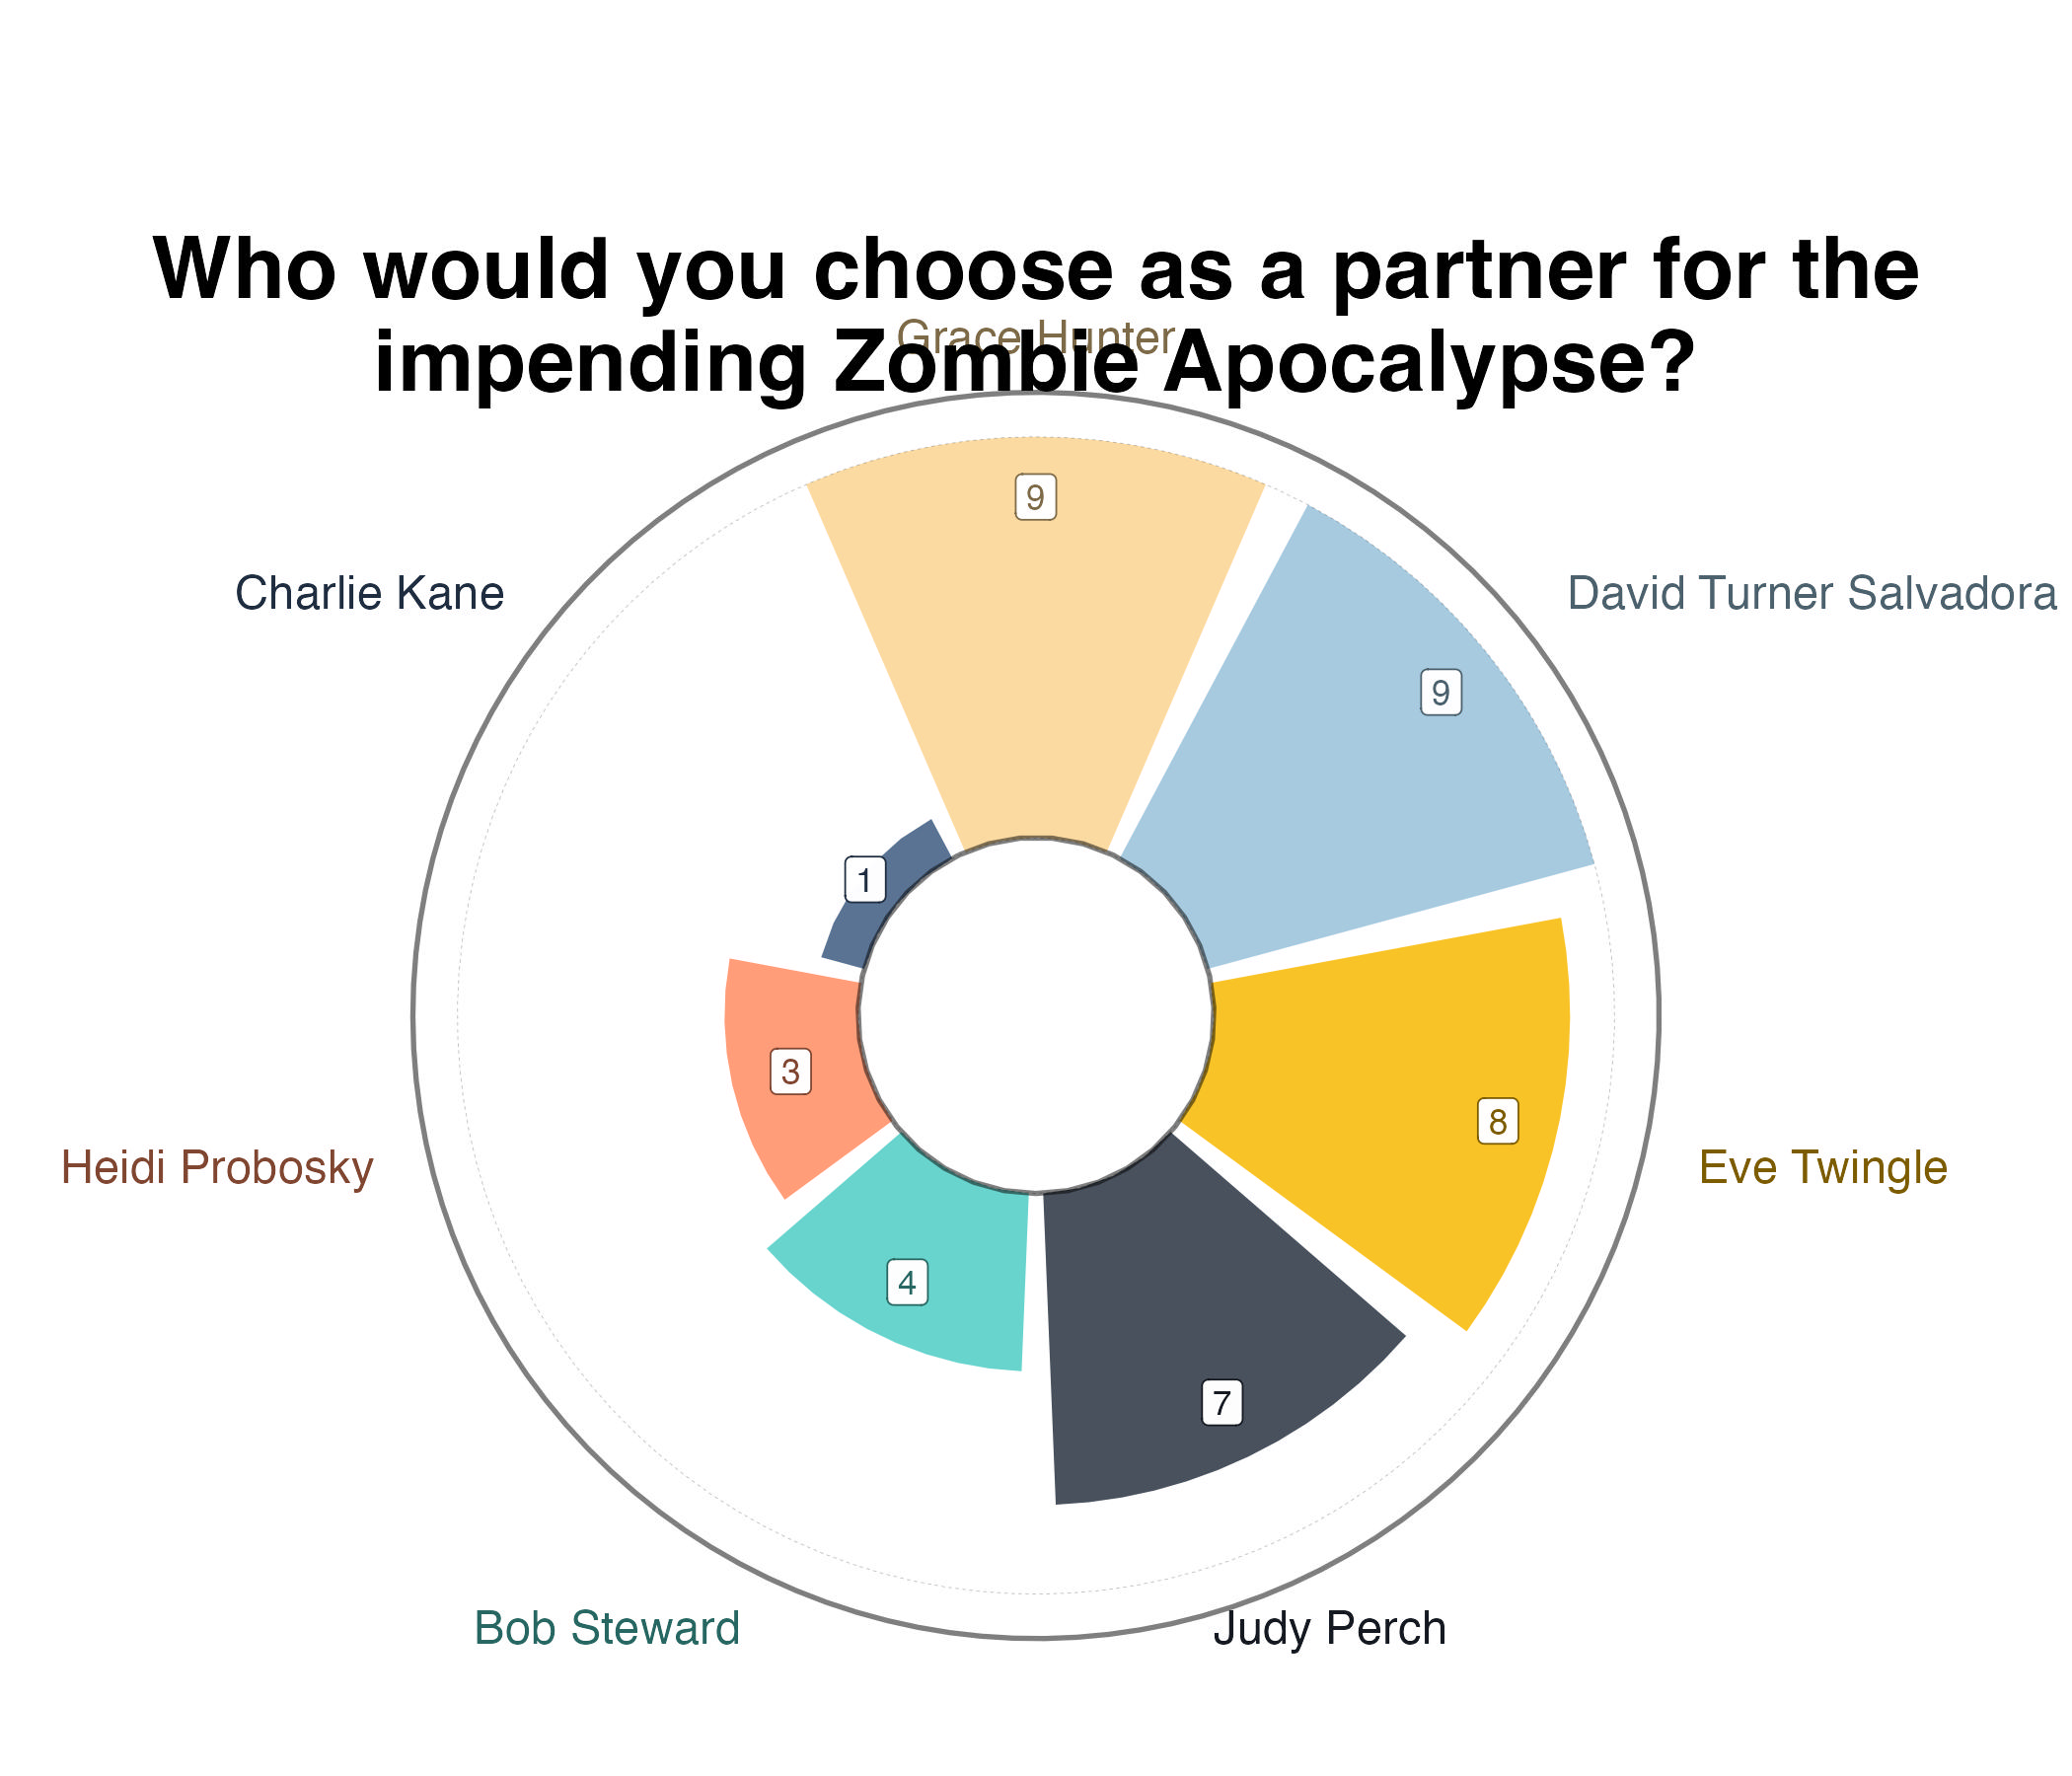 Who would you choose as a partner for the
Grace Hunter
impending Zombie Apocalypse?
9
Charlie Kane
David Turner Salvadora
9
1
3
8
Heidi Probosky
Eve Twingle
4
7
Bob Steward
Judy Perch